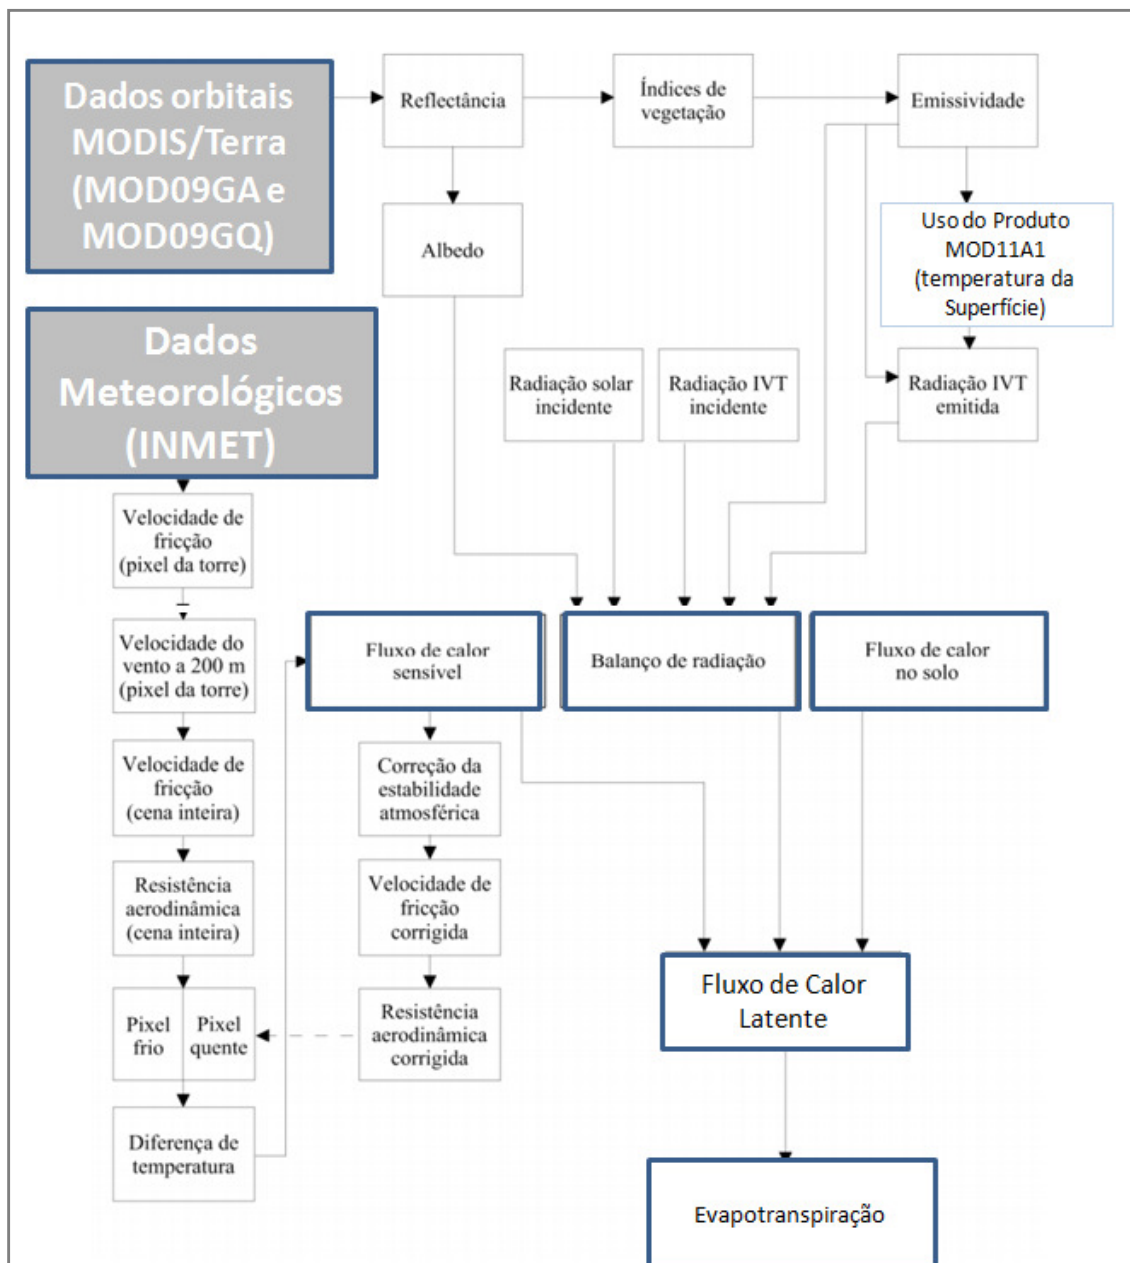 Dados orbitais
MODIS/Terra
(MOD09GA e
MOD09GQ)
Reflectância
Índices de
vegetação
Emissividade
Albedo
Uso do Produto
MOD11A1
(temperatura da
Superfície)
Dados
Meteorológicos
(INMET)
Radiação solar
incidente
Radiação IVT
incidente
Radiação IVT
emitida
Velocidade de
fricção
(pixel da torre)
Velocidade do
vento a 200 m
(pixel da torre)
Fluxo de calor
sensível
Balanço de radiação
Fluxo de calor
no solo
Velocidade de
fricção
(cena inteira)
Correção da
estabilidade
atmosférica
Resistência
aerodinâmica
(cena inteira)
Velocidade de
fricção
corrigida
Pixel
frio
Pixel
quente
Resistência
aerodinâmica
corrigida
Fluxo de Calor
Latente
Diferença de
temperatura
Evapotranspiração